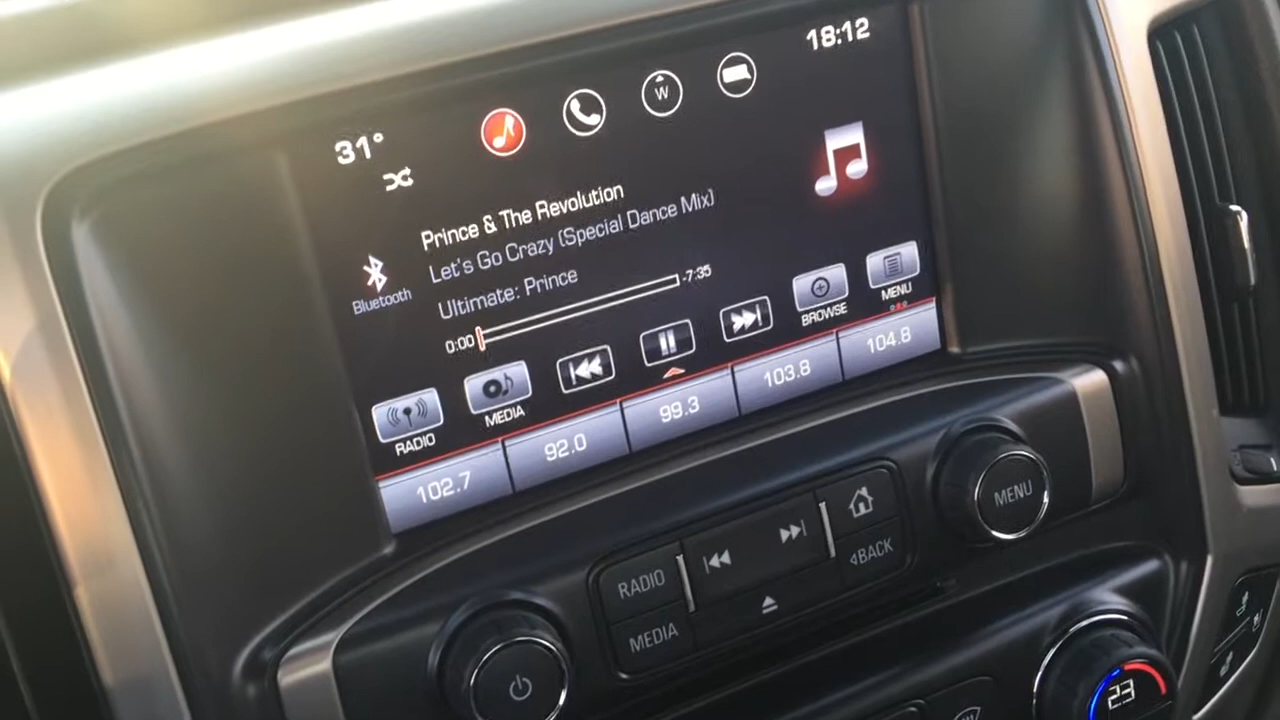 18:12
31°
W
Prince & The Revolution
Let's Go Crazy (Special Dance Mix)
Ultimate: Prince
Bluetooth
0:00 -7:35
RADIO MEDIA BROWSE MENU
102.7 92.0 99.3 103.8 104.8
RADIO
MEDIA
BACK
MENU
23